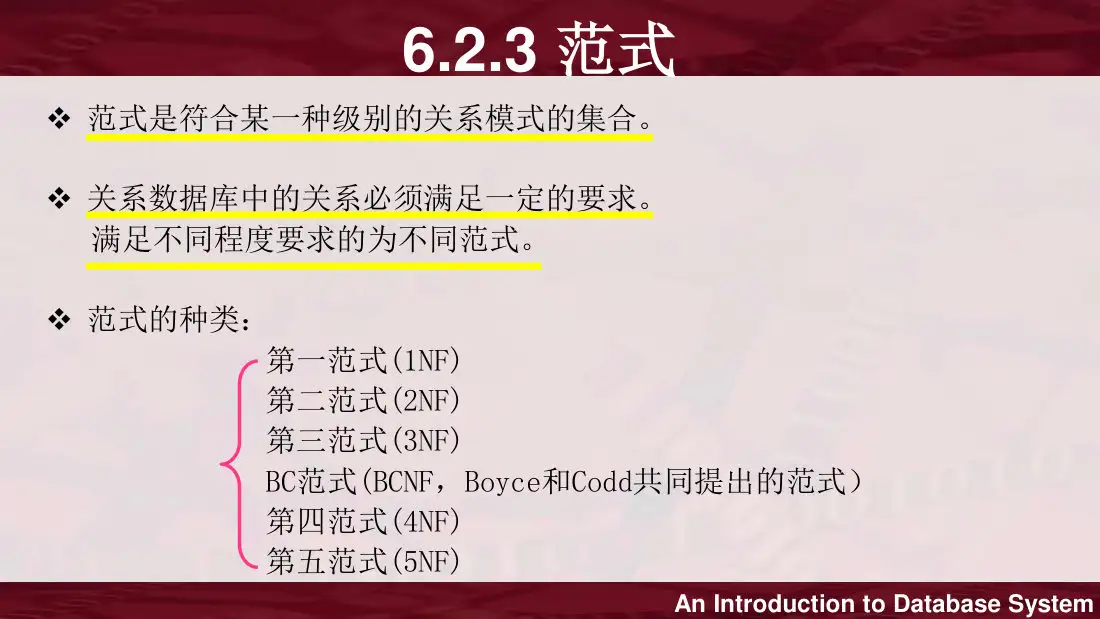 6.2.3 范式
❖ 范式是符合某一种级别的关系模式的集合。
❖ 关系数据库中的关系必须满足一定的要求。
满足不同程度要求的为不同范式。
❖ 范式的种类：
第一范式(1NF)
第二范式(2NF)
第三范式(3NF)
BC范式(BCNF，Boyce和Codd共同提出的范式）
第四范式(4NF)
第五范式(5NF)
An Introduction to Database System